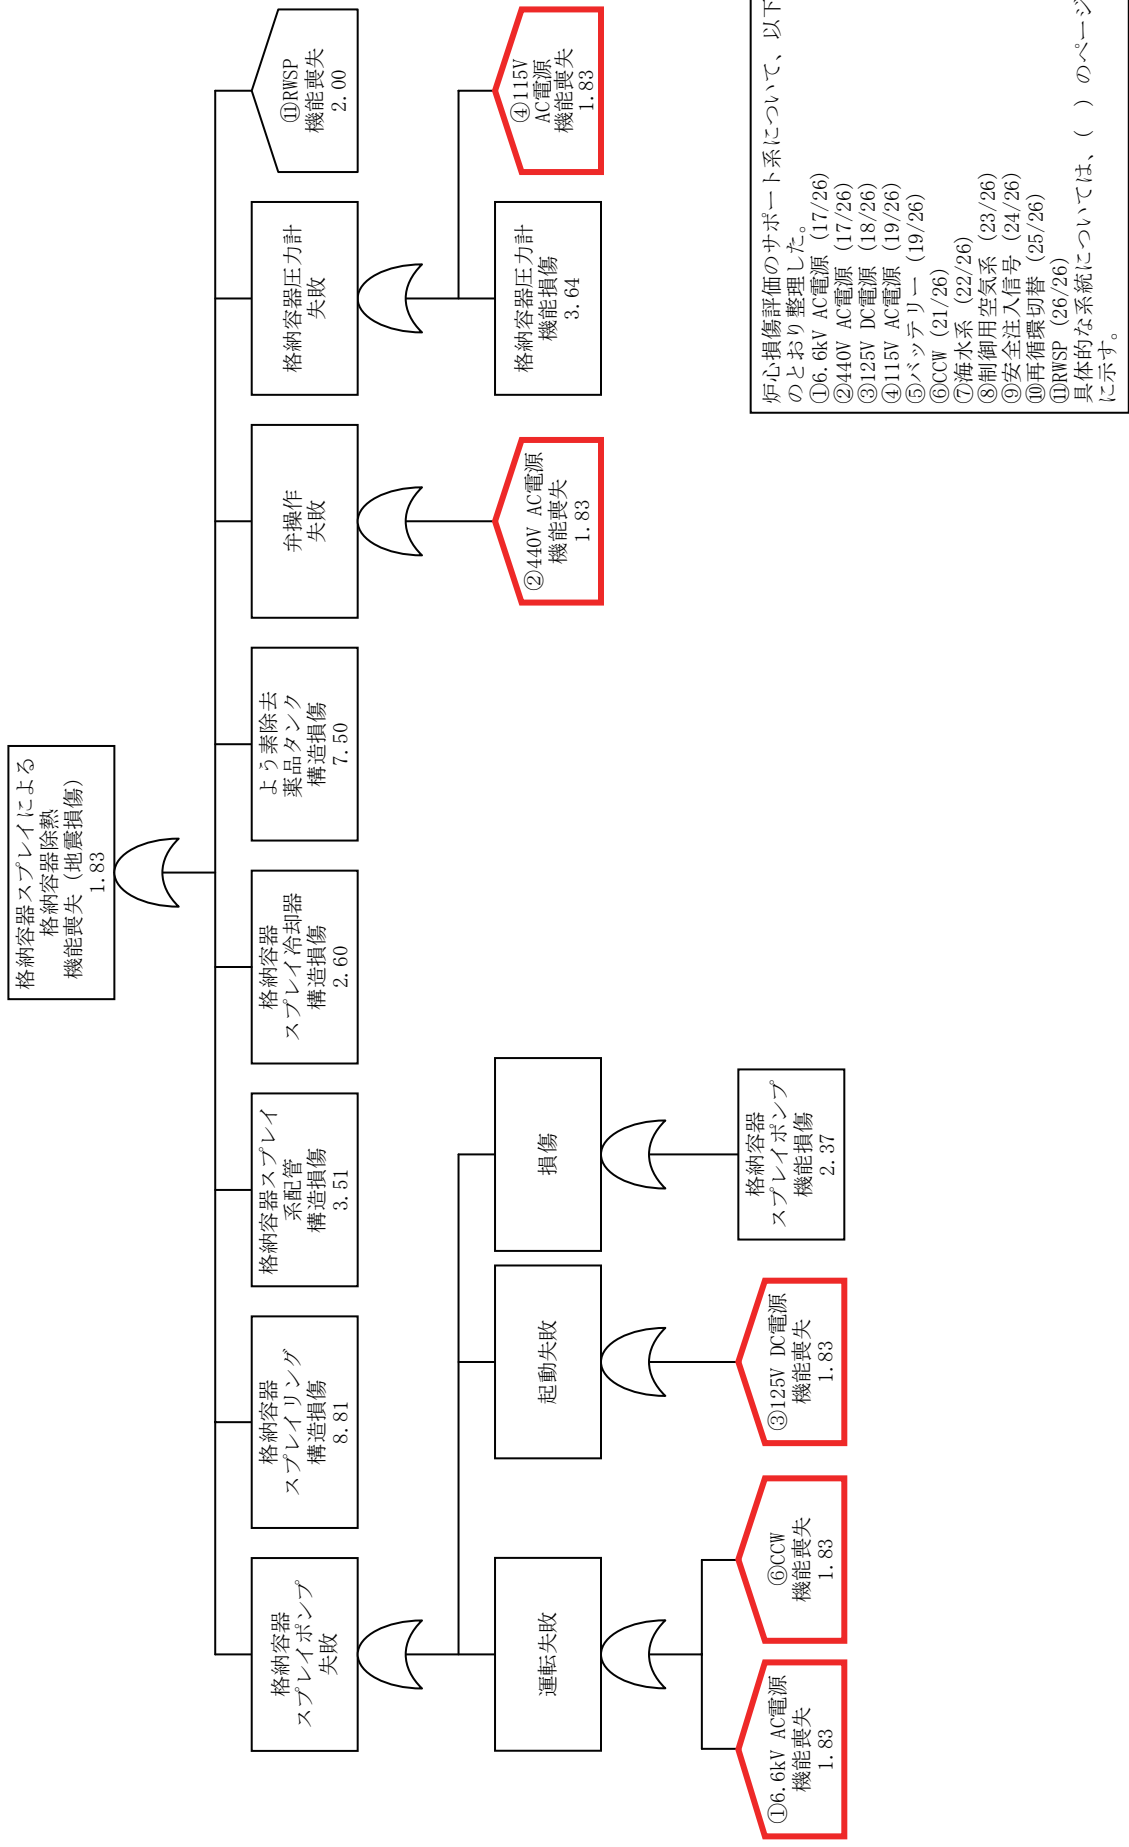 格納容器スプレイによる
格納容器除熱
機能喪失（地震損傷）
1.83
格納容器
スプレイポンプ
失敗
格納容器
スプレイリング
構造損傷
8.81
格納容器スプレイ
系配管
構造損傷
3.51
格納容器
スプレイ冷却器
構造損傷
2.60
よう素除去
薬品タンク
構造損傷
7.50
弁操作
失敗
格納容器圧力計
失敗
⑪RWSP
機能喪失
2.00
運転失敗
起動失敗
損傷
②440V AC電源
機能喪失
1.83
格納容器圧力計
機能損傷
3.64
④115V
AC電源
機能喪失
1.83
①6.6kV AC電源
機能喪失
1.83
⑥CCW
機能喪失
1.83
③125V DC電源
機能喪失
1.83
格納容器
スプレイポンプ
機能損傷
2.37
炉心損傷評価のサポート系について、以下
のとおり整理した。
①6.6kV AC電源（17/26）
②440V AC電源（17/26）
③125V DC電源（18/26）
④115V AC電源（19/26）
⑤バッテリー（19/26）
⑥CCW（21/26）
⑦海水系（22/26）
⑧制御用空気系（23/26）
⑨安全注入信号（24/26）
⑩再循環切替（25/26）
⑪RWSP（26/26）
具体的な系統については、（　）のページ
に示す。